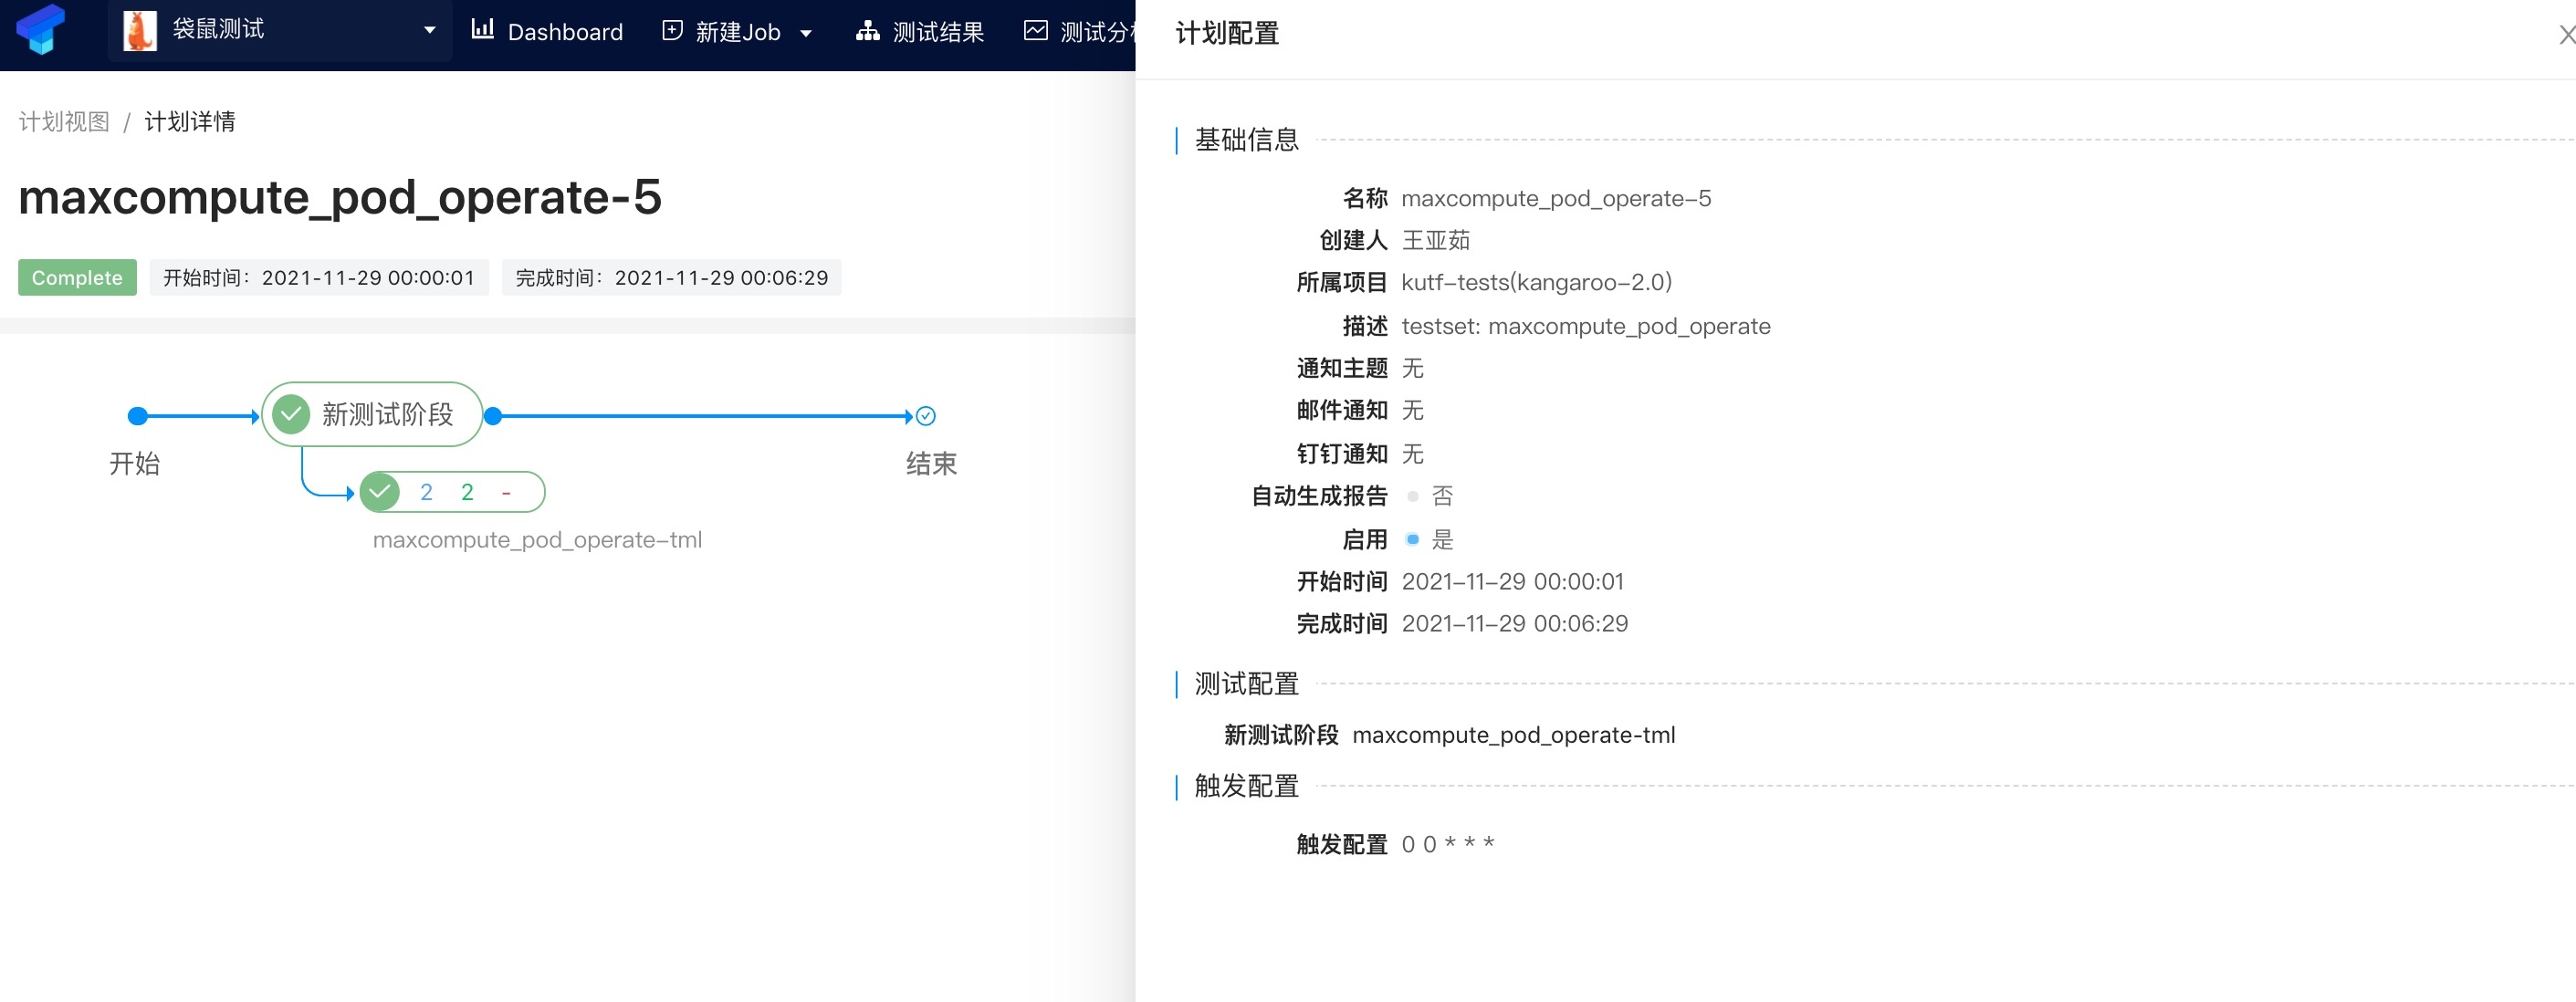 袋鼠测试
Dashboard
新建Job
测试结果
测试分
计划视图 / 计划详情
maxcompute_pod_operate-5
Complete 开始时间：2021-11-29 00:00:01 完成时间：2021-11-29 00:06:29
新测试阶段
开始
结束
2 2 -
maxcompute_pod_operate-tml
计划配置
基础信息
名称 maxcompute_pod_operate-5
创建人 王亚茹
所属项目 kutf-tests(kangaroo-2.0)
描述 testset: maxcompute_pod_operate
通知主题 无
邮件通知 无
钉钉通知 无
自动生成报告 否
启用 是
开始时间 2021-11-29 00:00:01
完成时间 2021-11-29 00:06:29
测试配置
新测试阶段 maxcompute_pod_operate-tml
触发配置
触发配置 0 0 * * *